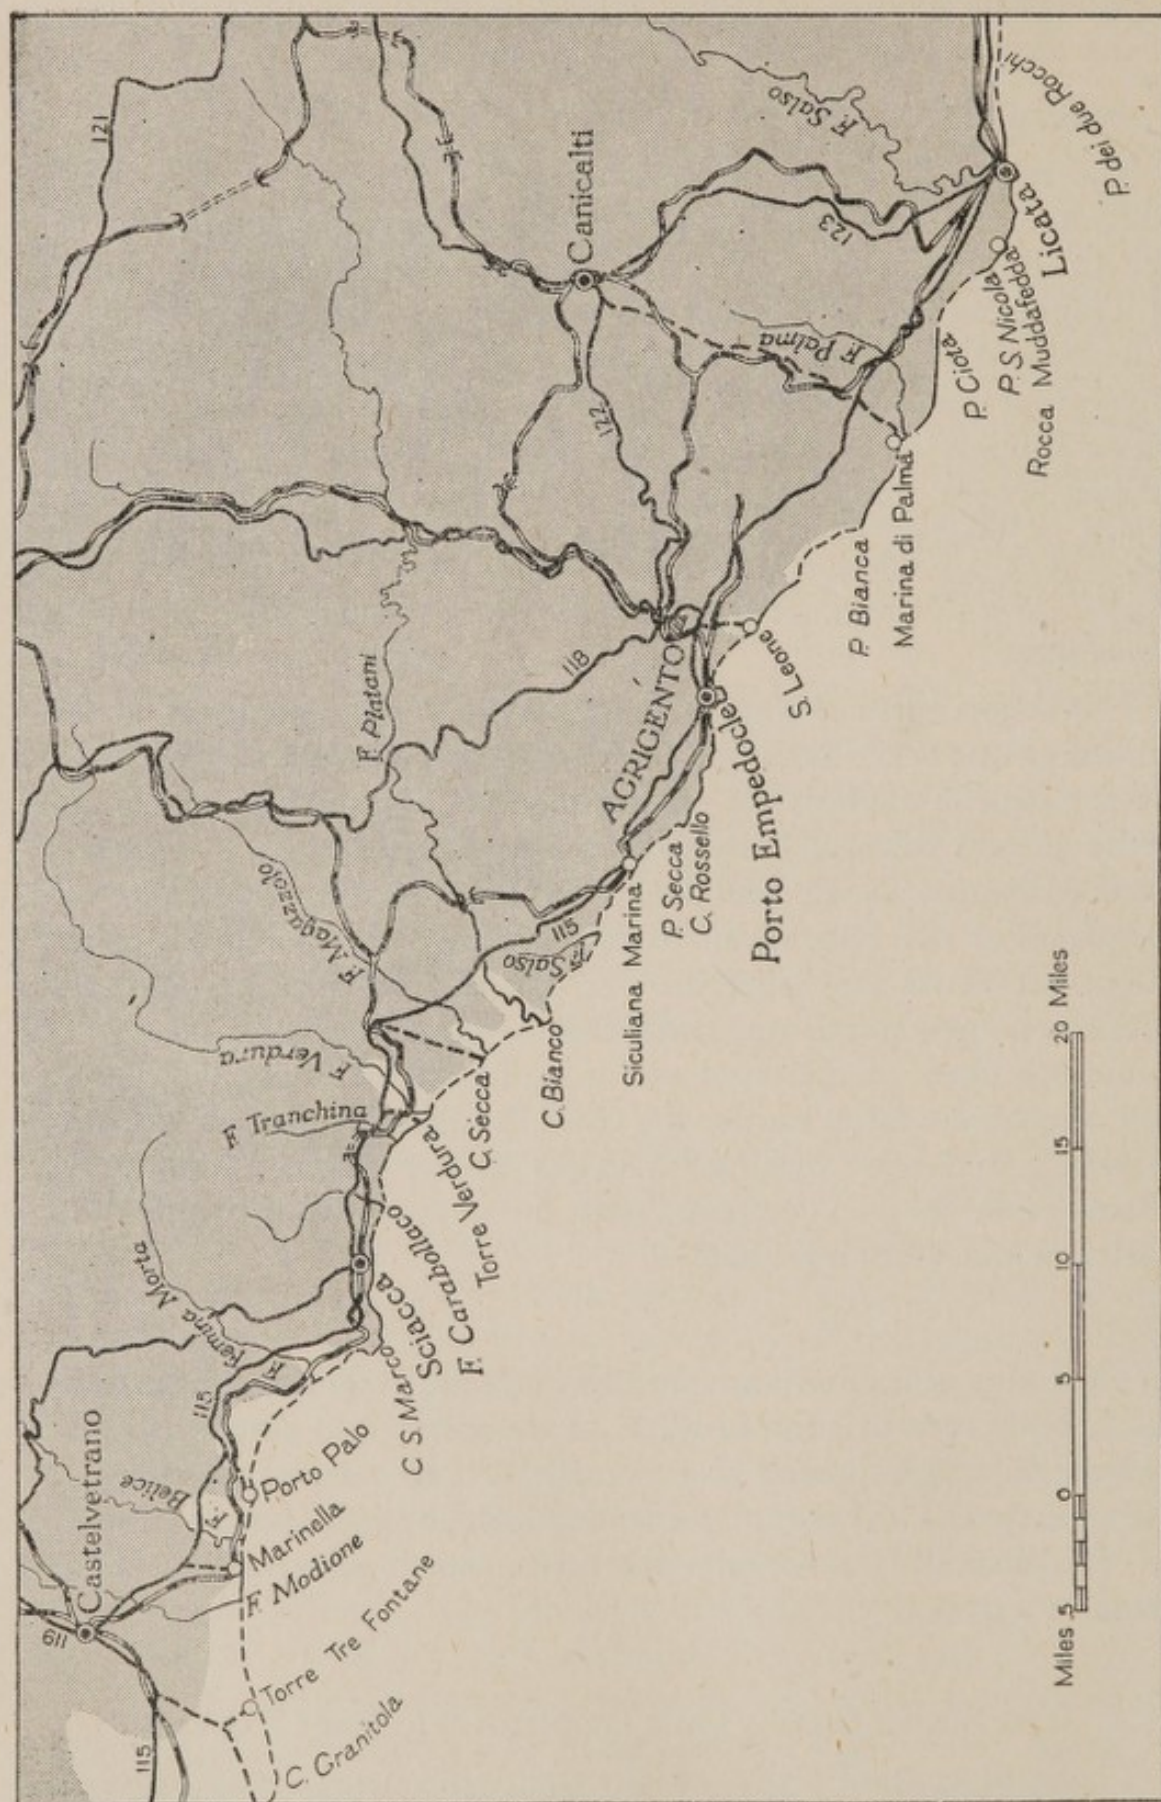 121
F. Salso
P. dei due Rocchi
Canicalti
123
Licata
P. S. Nicola
Rocca Muddafedda
P. Ciota
F. Palma
122
Marina di Palma
P. Bianca
S. Leone
AGRIGENTO
118
F. Platani
Porto Empedocle
P. Secca
C. Rossello
Siculiana Marina
115
F. Salso
F. Magazzolo
C. Bianco
C. Secca
F. Verdura
F. Tranchina
Torre Verdura
F. Carabollaco
Sciacca
C. S. Marco
F. Femina Morta
115
Porto Palo
F. Belice
Marinella
F. Modione
Castelvetrano
119
Torre Tre Fontane
C. Granitola
115
Miles 5 0 5 10 15 20 Miles